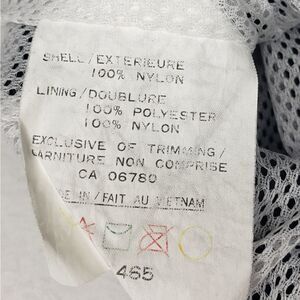 SHELL/EXTERIEURE
100% NYLON
LINING/DOUBLURE
100% POLYESTER
100% NYLON
EXCLUSIVE OF TRIMMING/
GARNITURE NON COMPRISE
CA 06780
IN/FAIT AU VIETNAM
465